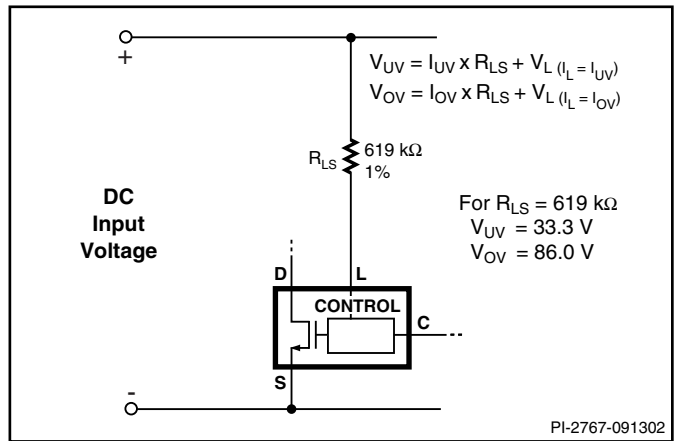 +
V_UV = I_UV x R_LS + V_L (I_L = I_UV)
V_OV = I_OV x R_LS + V_L (I_L = I_OV)
R_LS
619 kΩ
1%
DC
Input
Voltage
For R_LS = 619 kΩ
V_UV = 33.3 V
V_OV = 86.0 V
D
L
CONTROL
C
S
-
PI-2767-091302